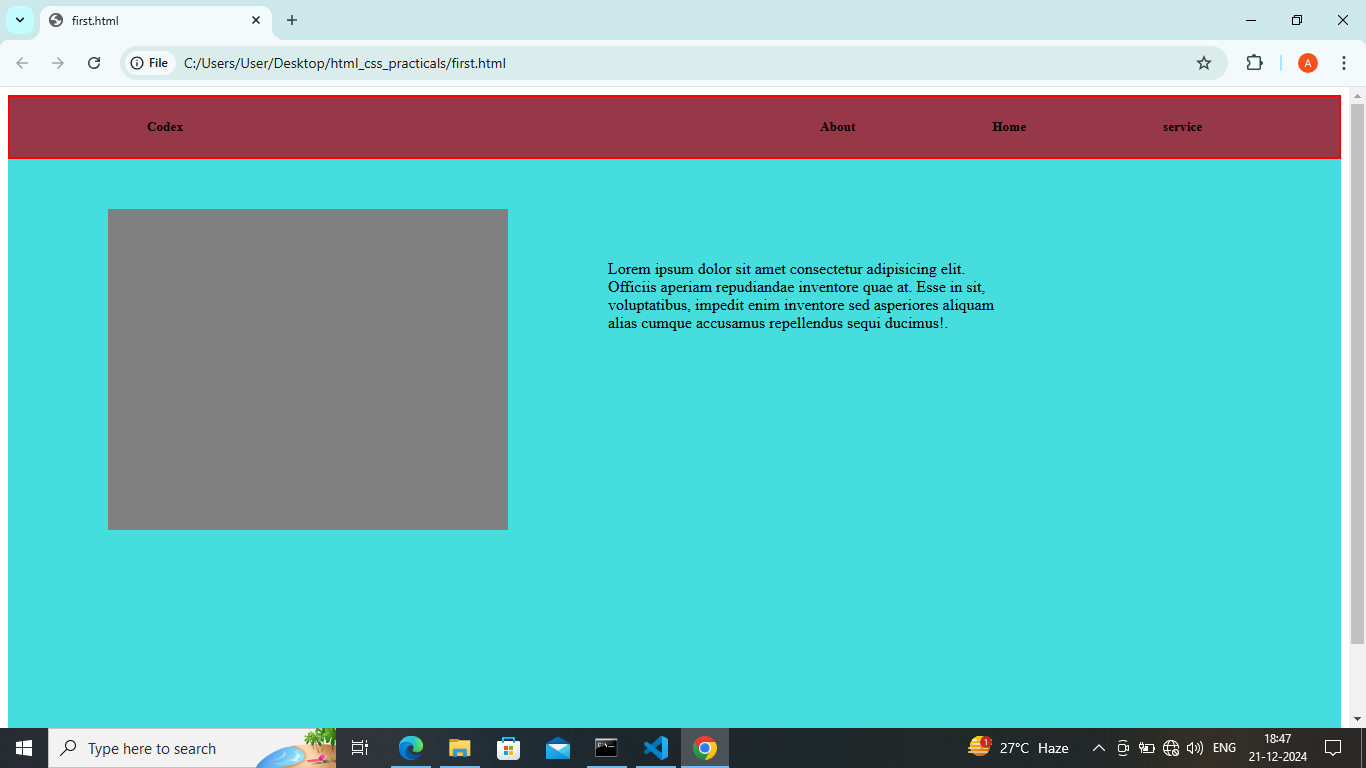 first.html
File
C:/Users/User/Desktop/html_css_practicals/first.html
A
Codex
About
Home
service
Lorem ipsum dolor sit amet consectetur adipisicing elit.
Officiis aperiam repudiandae inventore quae at. Esse in sit,
voluptatibus, impedit enim inventore sed asperiores aliquam
alias cumque accusamus repellendus sequi ducimus!.
Type here to search
1
27°C Haze
ENG
18:47
21-12-2024